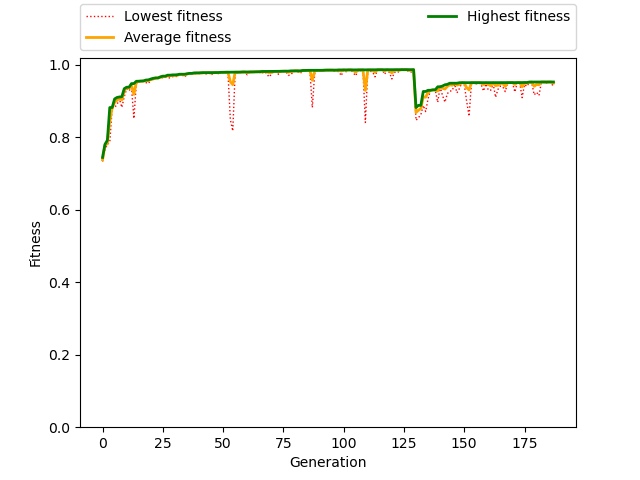 Lowest fitness
Average fitness
Highest fitness
1.0
0.8
0.6
0.4
0.2
0.0
Fitness
0 25 50 75 100 125 150 175
Generation